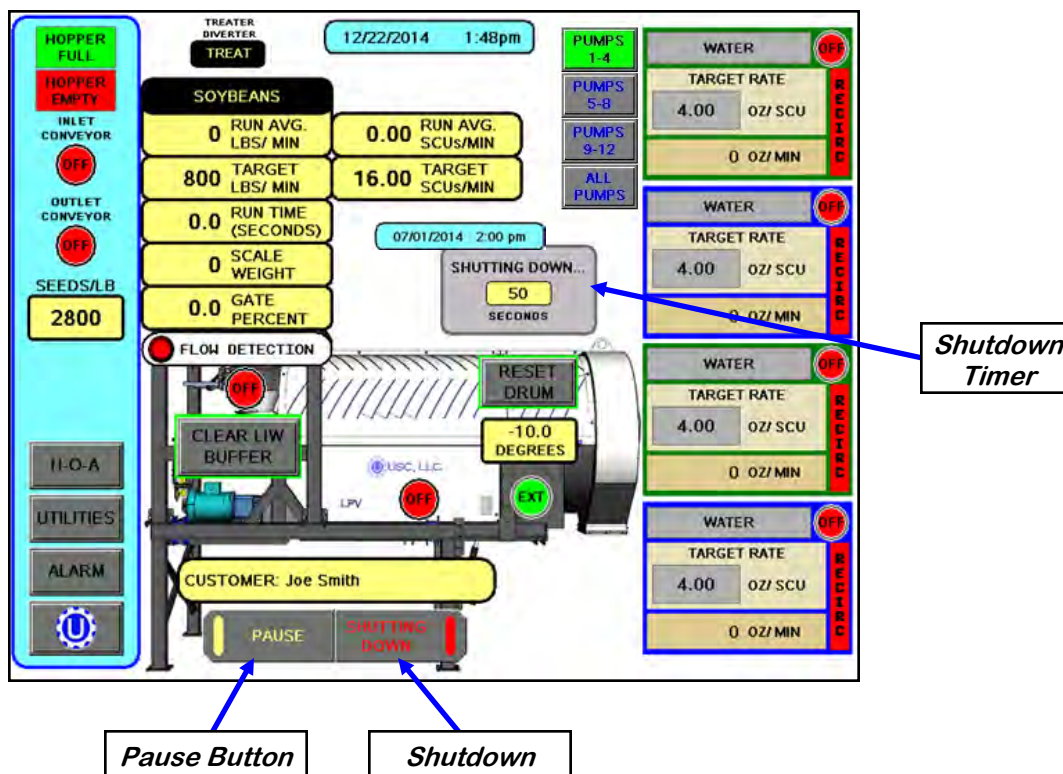 HOPPER
FULL
HOPPER
EMPTY
INLET
CONVEYOR
OFF
OUTLET
CONVEYOR
OFF
SEEDS/LB
2800
H-O-A
UTILITIES
ALARM
U
TREATER
DIVERTER
TREAT
12/22/2014 1:48pm
SOYBEANS
0 RUN AVG.
LBS/ MIN
0.00 RUN AVG.
SCUs/MIN
800 TARGET
LBS/ MIN
16.00 TARGET
SCUs/MIN
0.0 RUN TIME
(SECONDS)
0 SCALE
WEIGHT
0.0 GATE
PERCENT
FLOW DETECTION
OFF
CLEAR LIW
BUFFER
07/01/2014 2:00 pm
SHUTTING DOWN...
50
SECONDS
RESET
DRUM
-10.0
DEGREES
U USC, LLC
LPV
OFF
EXT
CUSTOMER: Joe Smith
PAUSE
SHUTTING
DOWN
PUMPS
1-4
PUMPS
5-8
PUMPS
9-12
ALL
PUMPS
WATER OFF
TARGET RATE
4.00 OZ/ SCU
0 OZ/ MIN
RECIRC
WATER OFF
TARGET RATE
4.00 OZ/ SCU
0 OZ/ MIN
RECIRC
WATER OFF
TARGET RATE
4.00 OZ/ SCU
0 OZ/ MIN
RECIRC
WATER OFF
TARGET RATE
4.00 OZ/ SCU
0 OZ/ MIN
RECIRC
Shutdown
Timer
Pause Button
Shutdown